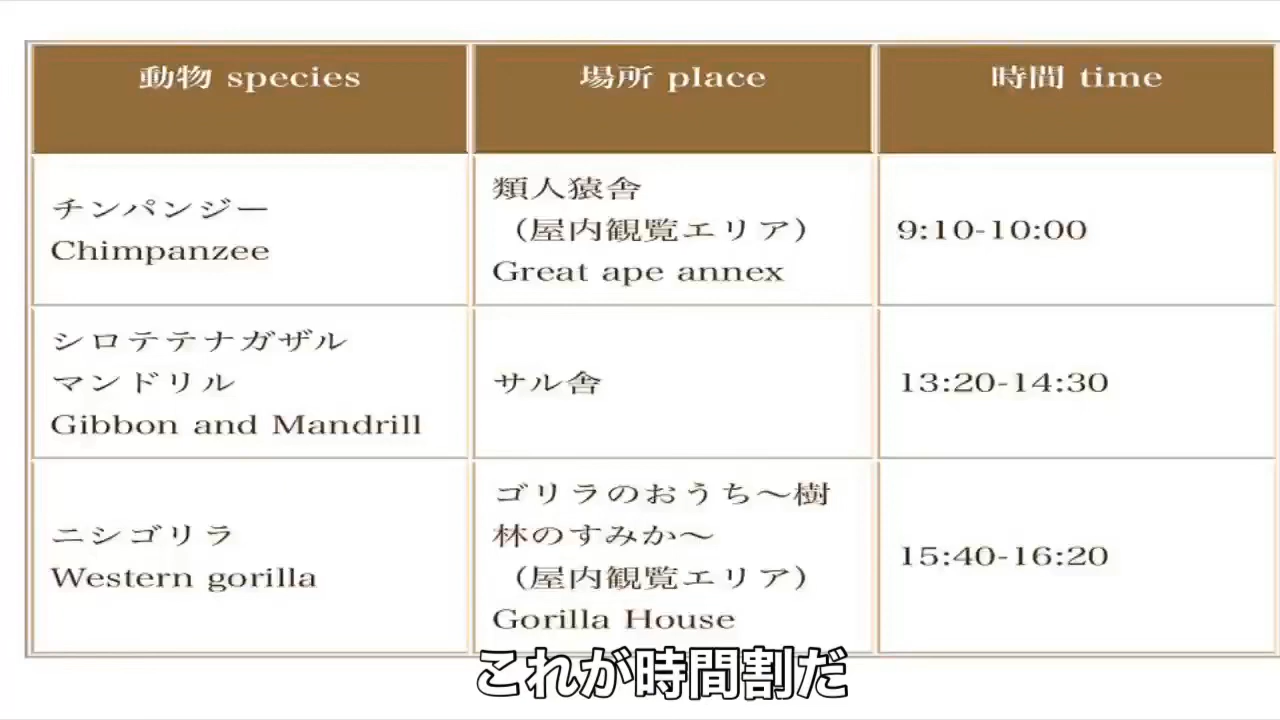 動物 species
場所 place
時間 time
チンパンジー
Chimpanzee
類人猿舎
（屋内観覧エリア）
Great ape annex
9:10-10:00
シロテテナガザル
マンドリル
Gibbon and Mandrill
サル舎
13:20-14:30
ニシゴリラ
Western gorilla
ゴリラのおうち～樹
林のすみか～
（屋内観覧エリア）
Gorilla House
15:40-16:20
これが時間割だ